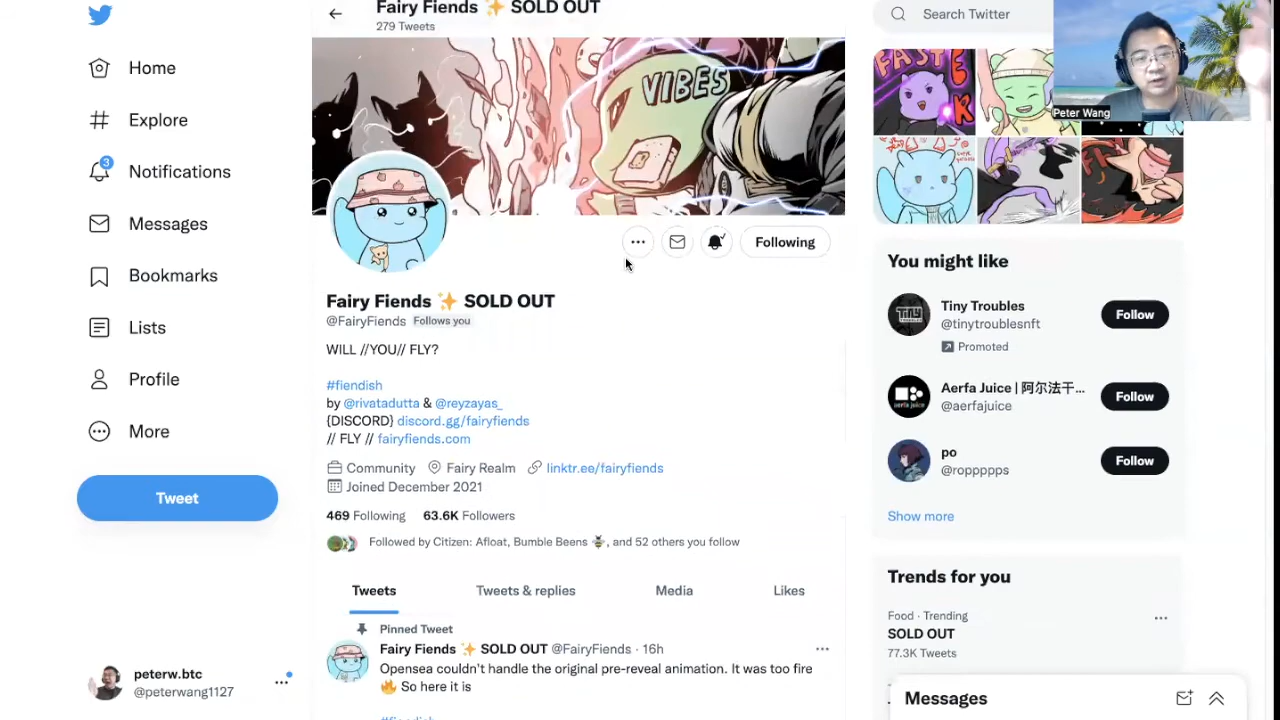 Fairy Fiends ✨ SOLD OUT
279 Tweets
Search Twitter
Peter Wang
VIBES
Home
Explore
3
Notifications
Messages
Bookmarks
Lists
Profile
More
Tweet
peterw.btc
@peterwang1127
Following
Fairy Fiends ✨ SOLD OUT
@FairyFiends Follows you
WILL //YOU// FLY?
#fiendish
by @rivatadutta & @reyzayas_
{DISCORD} discord.gg/fairyfiends
// FLY // fairyfiends.com
Community Fairy Realm linktr.ee/fairyfiends
Joined December 2021
469 Following 63.6K Followers
Followed by Citizen: Afloat, Bumble Beens 🐝, and 52 others you follow
Tweets Tweets & replies Media Likes
Pinned Tweet
Fairy Fiends ✨ SOLD OUT @FairyFiends · 16h
Opensea couldn't handle the original pre-reveal animation. It was too fire
🔥 So here it is
#fiendish
You might like
Tiny Troubles
@tinytroublesnft
Promoted
Follow
Aerfa Juice | 阿尔法干...
@aerfajuice
Follow
po
@roppppps
Follow
Show more
Trends for you
Food · Trending
SOLD OUT
77.3K Tweets
Messages